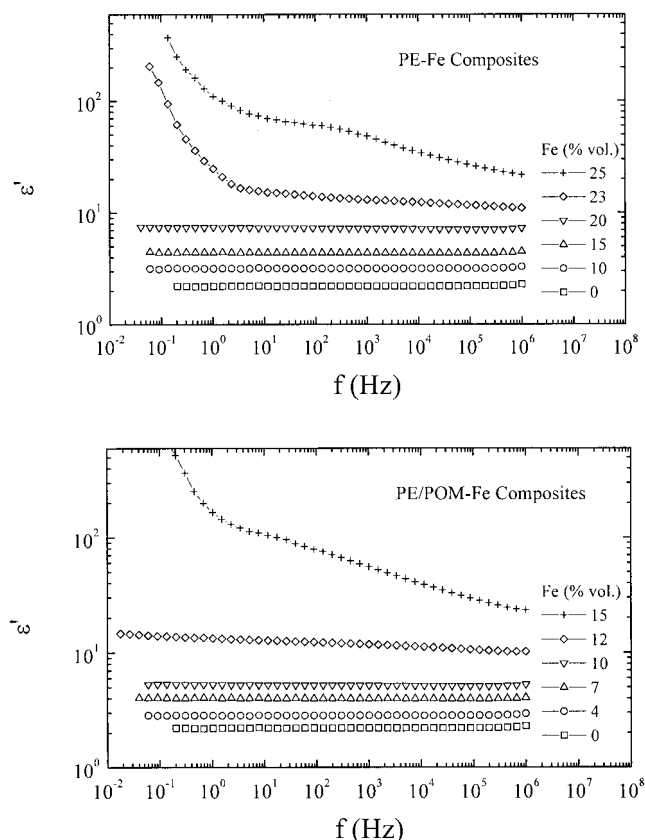 PE-Fe Composites
10²
10¹
10⁰
ε'
Fe (% vol.)
25
23
20
15
10
0
10⁻² 10⁻¹ 10⁰ 10¹ 10² 10³ 10⁴ 10⁵ 10⁶ 10⁷ 10⁸
f (Hz)
PE/POM-Fe Composites
10²
10¹
10⁰
ε'
Fe (% vol.)
15
12
10
7
4
0
10⁻² 10⁻¹ 10⁰ 10¹ 10² 10³ 10⁴ 10⁵ 10⁶ 10⁷ 10⁸
f (Hz)